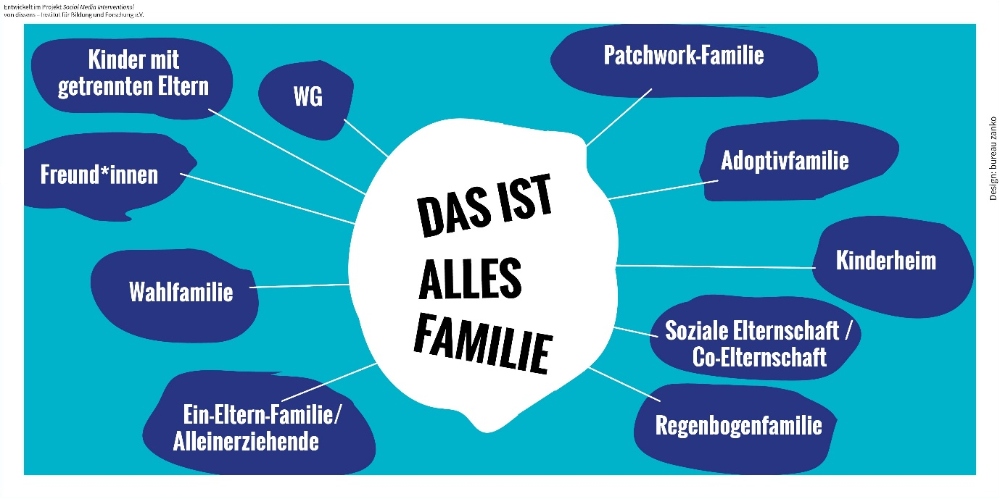 Entwickelt im Projekt Social Media Interventions!
von dissens – Institut für Bildung und Forschung e.V.
Kinder mit
getrennten Eltern
WG
Freund*innen
Wahlfamilie
Ein-Eltern-Familie/
Alleinerziehende
DAS IST
ALLES
FAMILIE
Patchwork-Familie
Adoptivfamilie
Kinderheim
Soziale Elternschaft /
Co-Elternschaft
Regenbogenfamilie
Design: bureau zanko